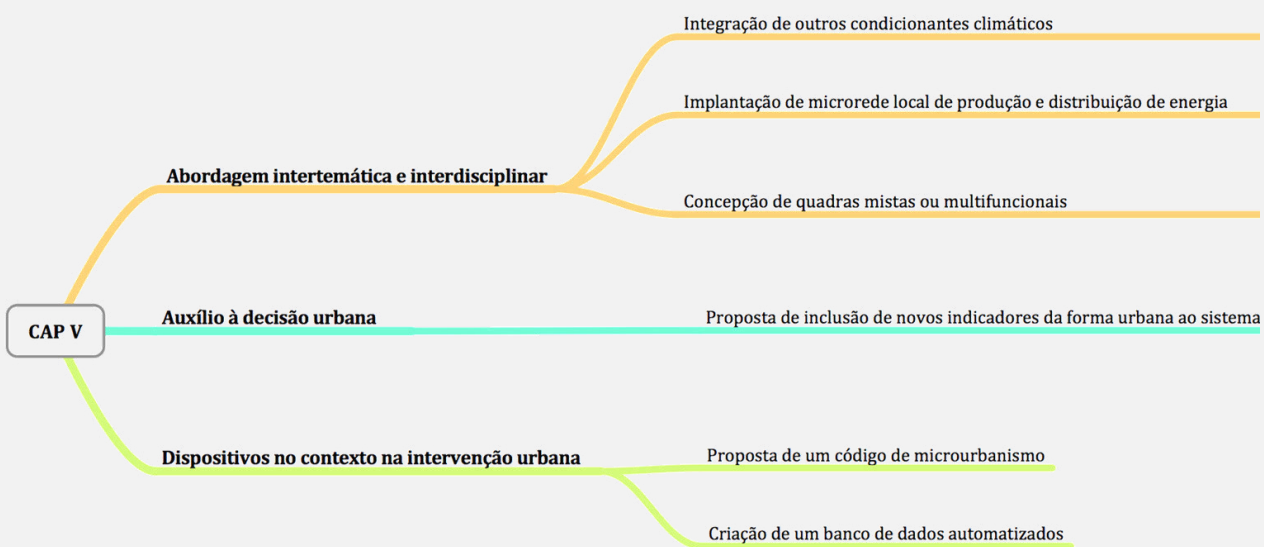 Integração de outros condicionantes climáticos
Implantação de microrede local de produção e distribuição de energia
Abordagem intertemática e interdisciplinar
Concepção de quadras mistas ou multifuncionais
CAP V
Auxílio à decisão urbana
Proposta de inclusão de novos indicadores da forma urbana ao sistema
Dispositivos no contexto na intervenção urbana
Proposta de um código de microurbanismo
Criação de um banco de dados automatizados